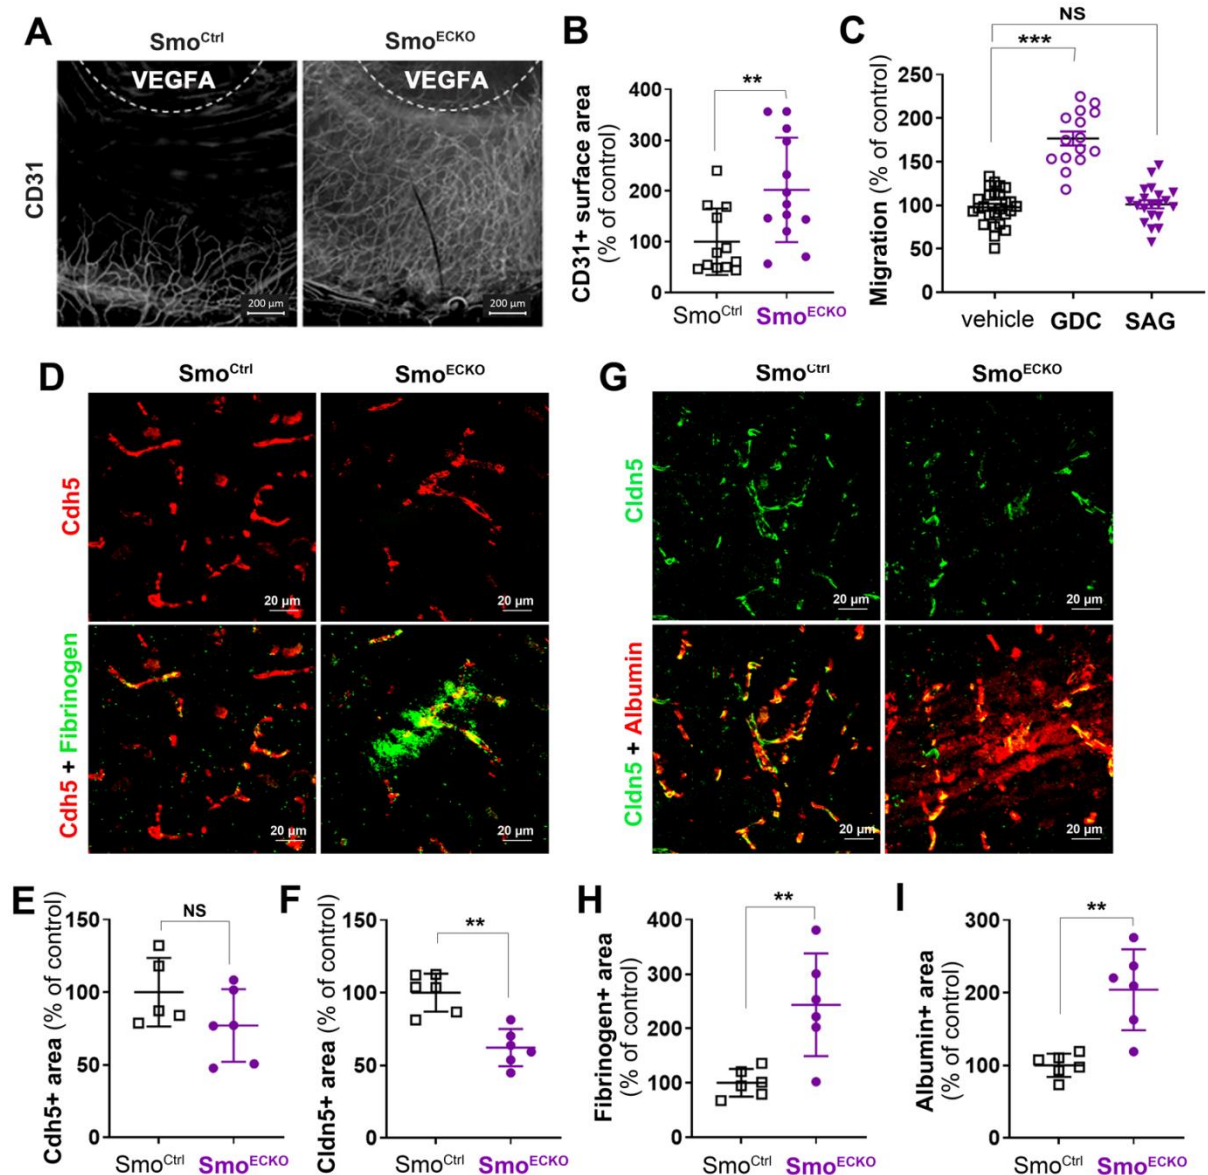 A
Smo^Ctrl
Smo^ECKO
VEGFA
VEGFA
CD31
200 µm
200 µm
B
**
CD31+ surface area
(% of control)
400
300
200
100
0
Smo^Ctrl
Smo^ECKO
C
NS
***
Migration (% of control)
250
200
150
100
50
0
vehicle
GDC
SAG
D
Smo^Ctrl
Smo^ECKO
Cdh5
20 µm
20 µm
Cdh5 + Fibrinogen
20 µm
20 µm
G
Smo^Ctrl
Smo^ECKO
Cldn5
20 µm
20 µm
Cldn5 + Albumin
20 µm
20 µm
E
NS
Cdh5+ area (% of control)
150
100
50
0
Smo^Ctrl
Smo^ECKO
F
**
Cldn5+ area (% of control)
150
100
50
0
Smo^Ctrl
Smo^ECKO
H
**
Fibrinogen+ area
(% of control)
400
300
200
100
0
Smo^Ctrl
Smo^ECKO
I
**
Albumin+ area
(% of control)
300
200
100
0
Smo^Ctrl
Smo^ECKO